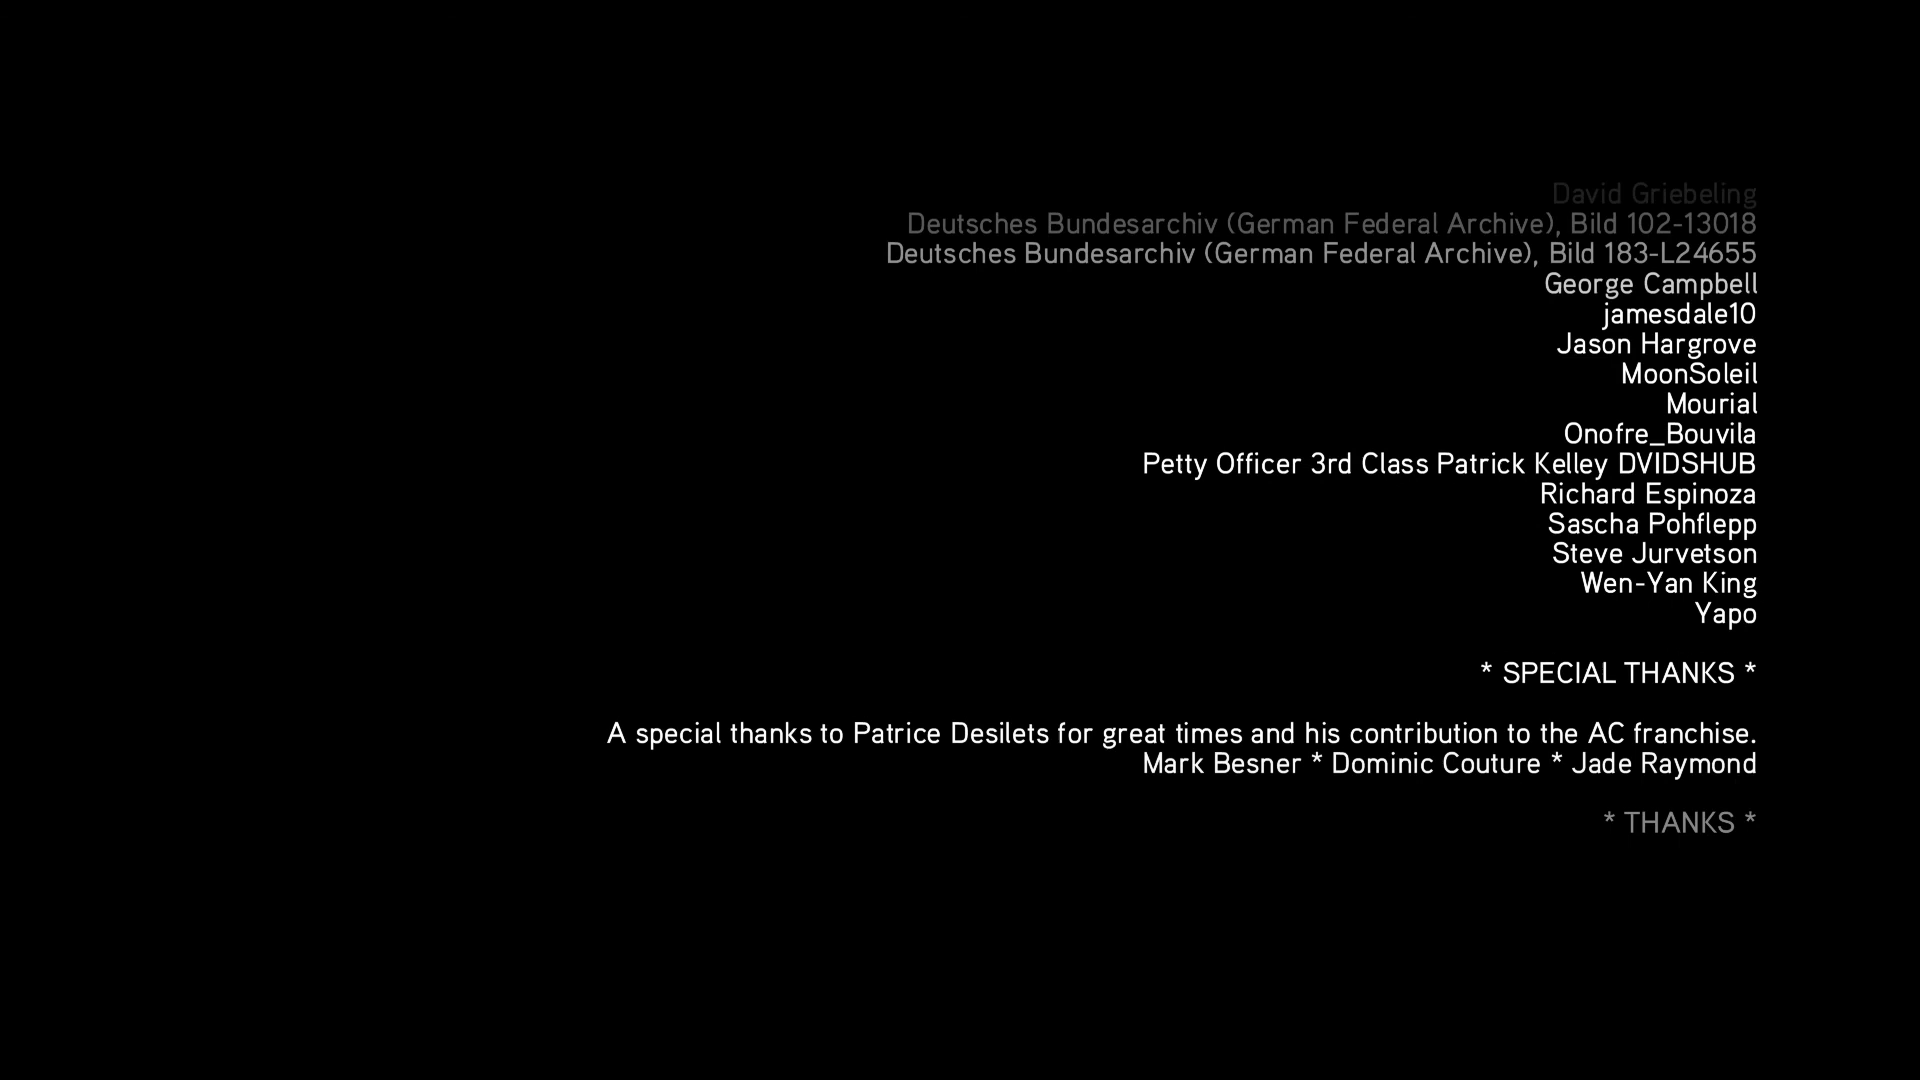 David Griebeling
Deutsches Bundesarchiv (German Federal Archive), Bild 102-13018
Deutsches Bundesarchiv (German Federal Archive), Bild 183-L24655
George Campbell
jamesdale10
Jason Hargrove
MoonSoleil
Mourial
Onofre_Bouvila
Petty Officer 3rd Class Patrick Kelley DVIDSHUB
Richard Espinoza
Sascha Pohflepp
Steve Jurvetson
Wen-Yan King
Yapo
* SPECIAL THANKS *
A special thanks to Patrice Desilets for great times and his contribution to the AC franchise.
Mark Besner * Dominic Couture * Jade Raymond
* THANKS *